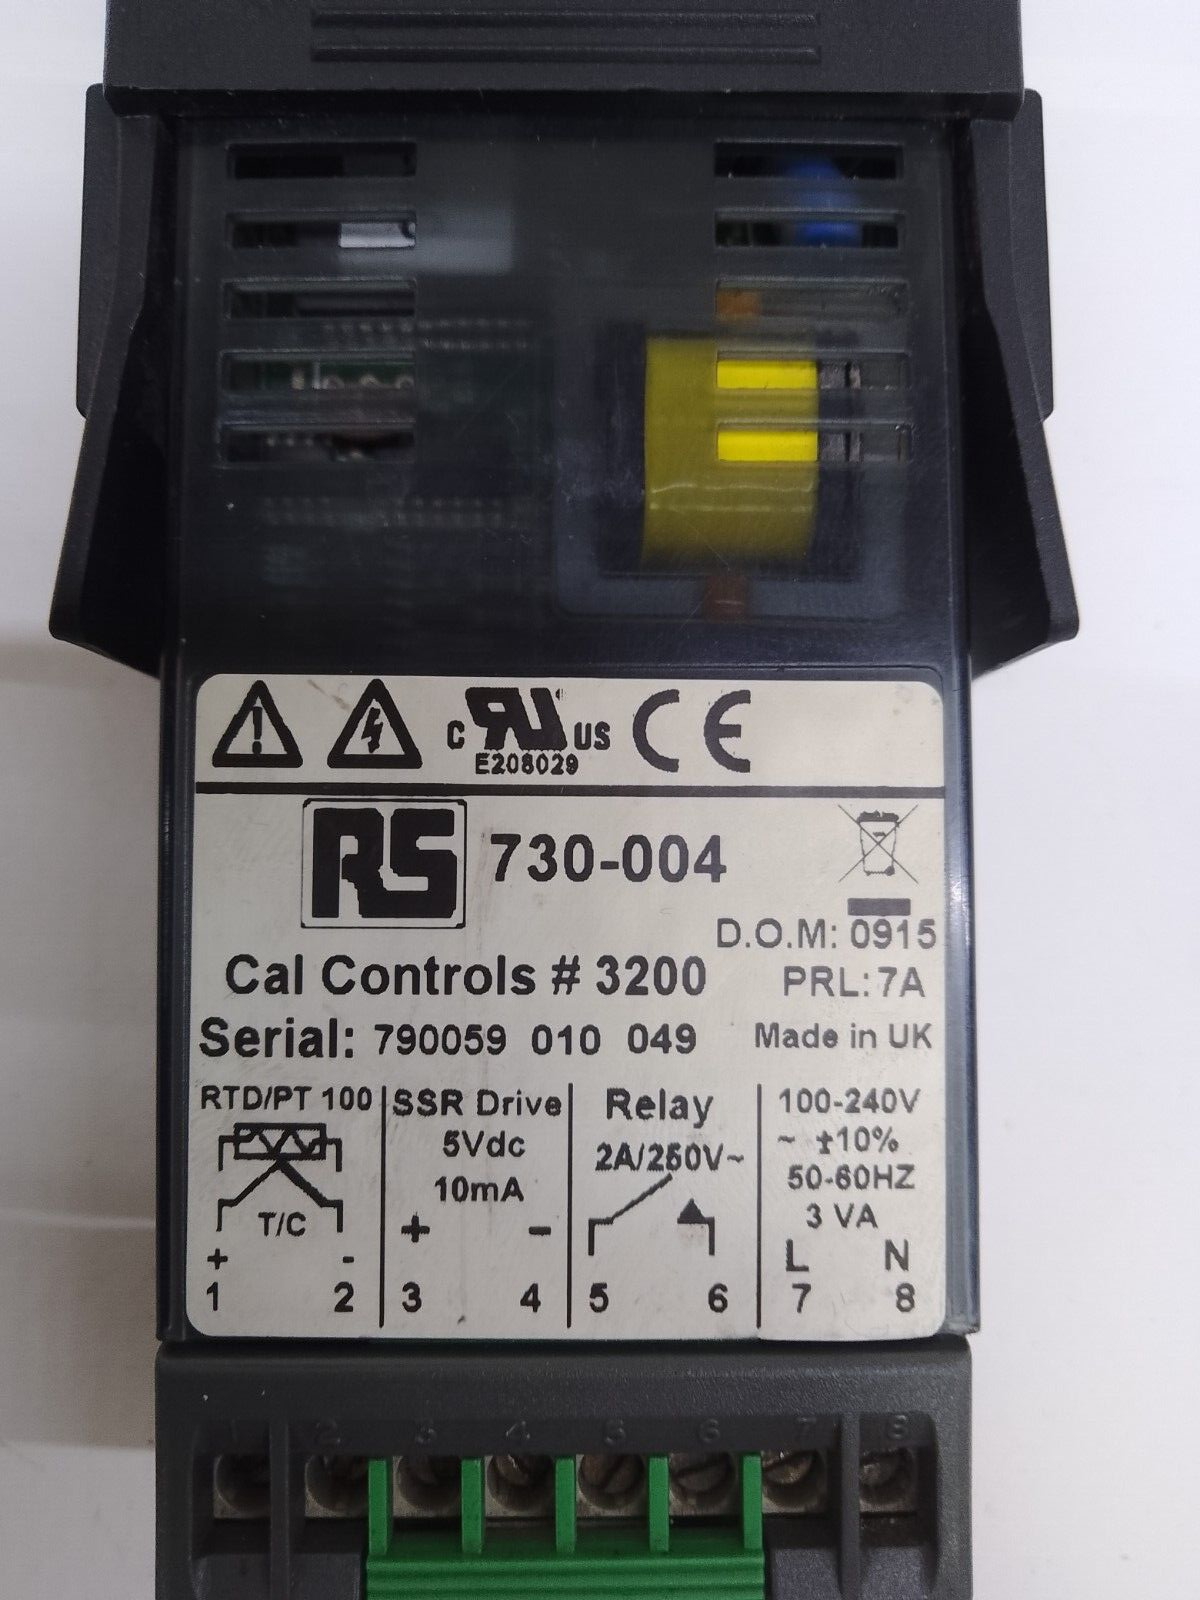 C RU US CE
E208029
RS 730-004
D.O.M: 0915
Cal Controls # 3200 PRL: 7A
Serial: 790059 010 049 Made in UK
RTD/PT 100 SSR Drive Relay 100-240V
5Vdc 2A/250V~ ~ ±10%
10mA 50-60HZ
T/C + - 3 VA
+ - L N
1 2 3 4 5 6 7 8
1 2 3 4 5 6 7 8